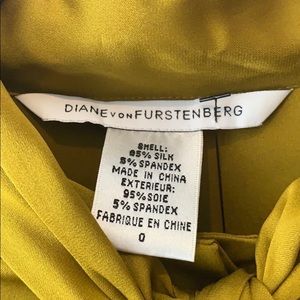 DIANE VON FURSTENBERG
SHELL:
95% SILK
5% SPANDEX
MADE IN CHINA
EXTERIEUR:
95% SOIE
5% SPANDEX
FABRIQUE EN CHINE
0